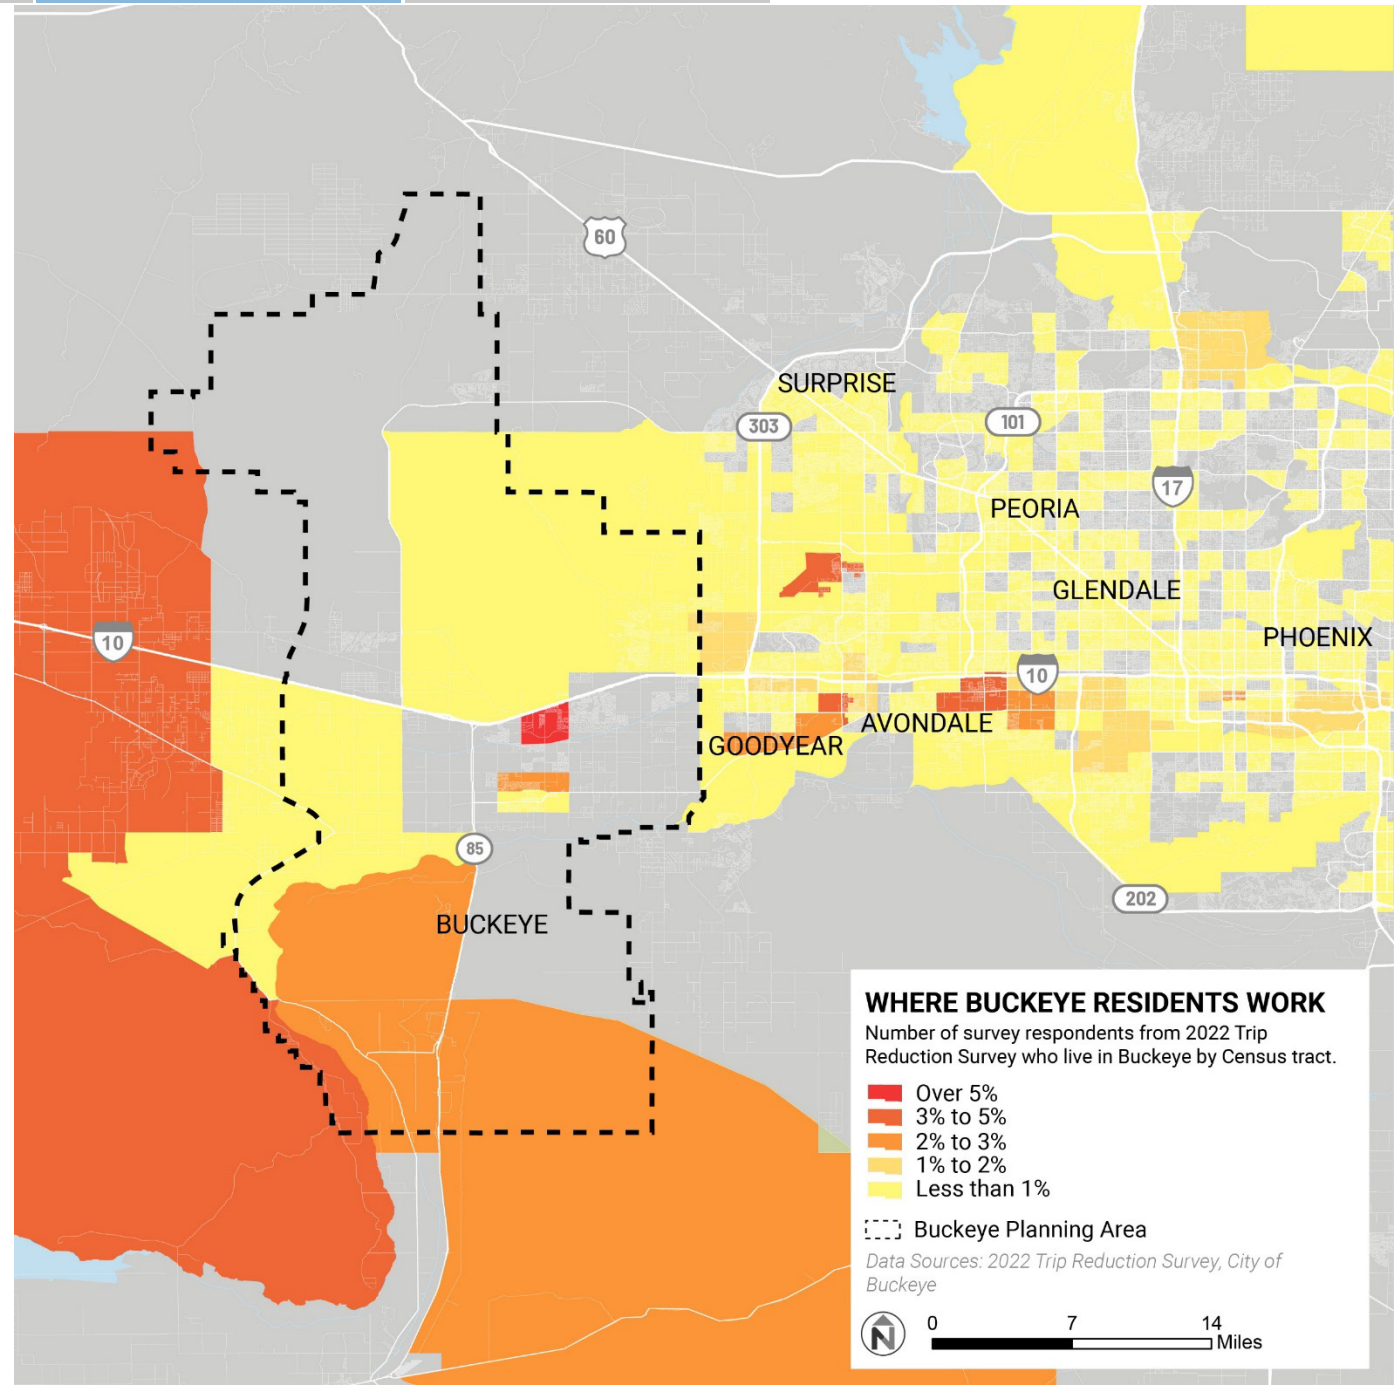 60
SURPRISE
303
101
17
PEORIA
GLENDALE
10
PHOENIX
10
AVONDALE
GOODYEAR
85
202
BUCKEYE
WHERE BUCKEYE RESIDENTS WORK
Number of survey respondents from 2022 Trip
Reduction Survey who live in Buckeye by Census tract.
Over 5%
3% to 5%
2% to 3%
1% to 2%
Less than 1%
Buckeye Planning Area
Data Sources: 2022 Trip Reduction Survey, City of
Buckeye
N
0 7 14
Miles